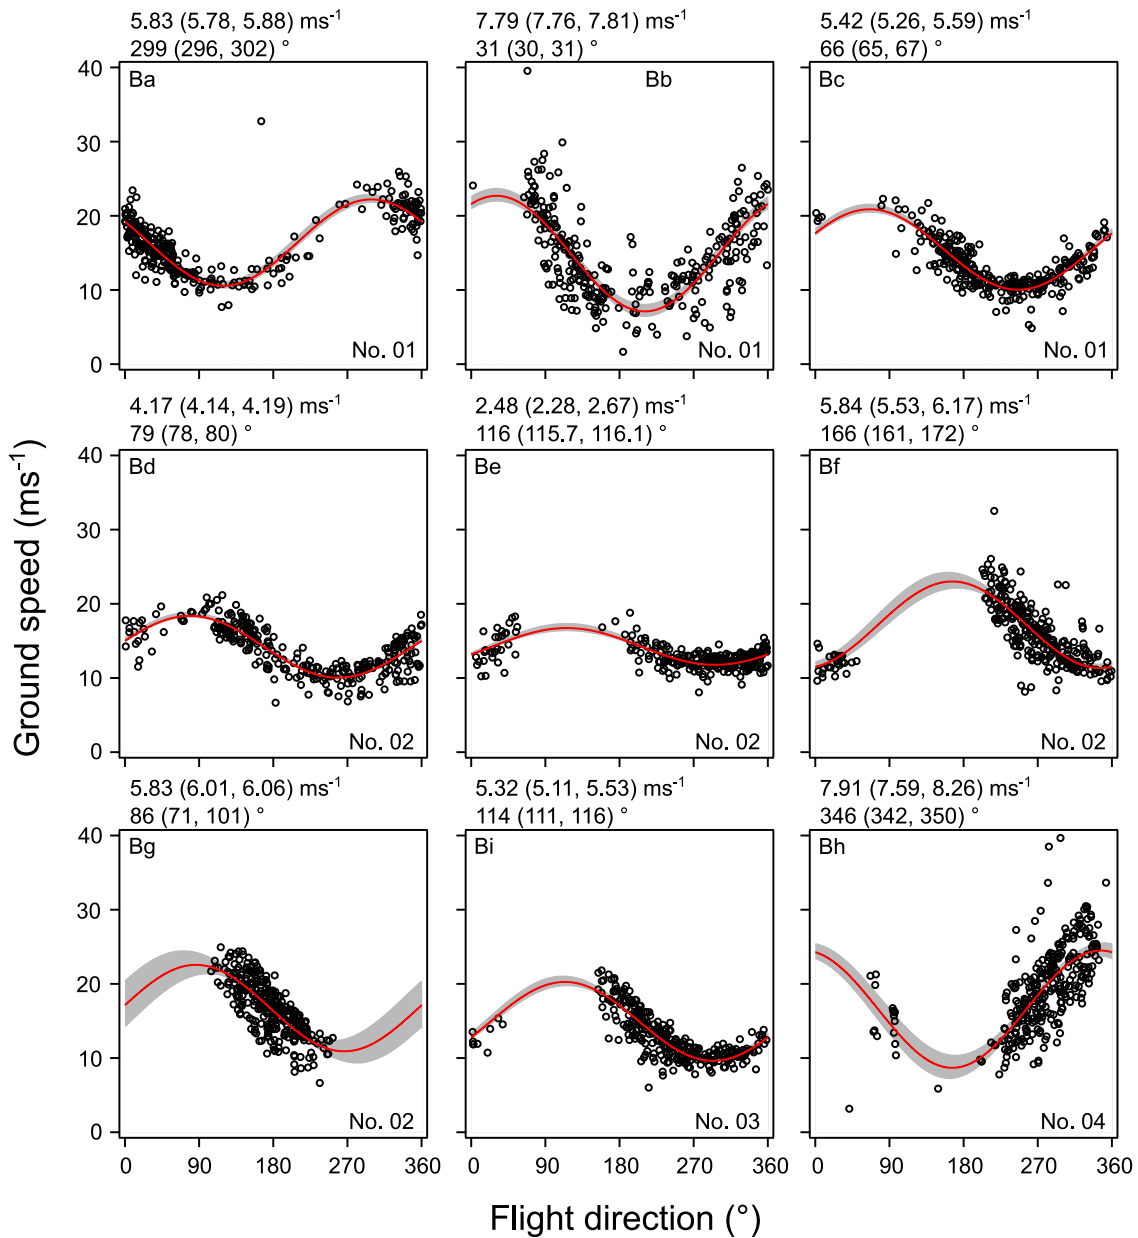 5.83 (5.78, 5.88) ms⁻¹
299 (296, 302) °
7.79 (7.76, 7.81) ms⁻¹
31 (30, 31) °
5.42 (5.26, 5.59) ms⁻¹
66 (65, 67) °
40
30
20
10
0
Ba
No. 01
Bb
No. 01
Bc
No. 01
4.17 (4.14, 4.19) ms⁻¹
79 (78, 80) °
2.48 (2.28, 2.67) ms⁻¹
116 (115.7, 116.1) °
5.84 (5.53, 6.17) ms⁻¹
166 (161, 172) °
Ground speed (ms⁻¹)
40
30
20
10
0
Bd
No. 02
Be
No. 02
Bf
No. 02
5.83 (6.01, 6.06) ms⁻¹
86 (71, 101) °
5.32 (5.11, 5.53) ms⁻¹
114 (111, 116) °
7.91 (7.59, 8.26) ms⁻¹
346 (342, 350) °
40
30
20
10
0
Bg
No. 02
Bi
No. 03
Bh
No. 04
0 90 180 270 360
0 90 180 270 360
0 90 180 270 360
Flight direction (°)